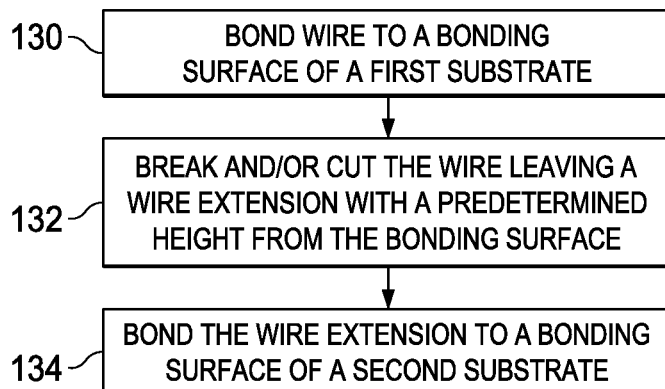 130
BOND WIRE TO A BONDING
SURFACE OF A FIRST SUBSTRATE
132
BREAK AND/OR CUT THE WIRE LEAVING A
WIRE EXTENSION WITH A PREDETERMINED
HEIGHT FROM THE BONDING SURFACE
134
BOND THE WIRE EXTENSION TO A BONDING
SURFACE OF A SECOND SUBSTRATE